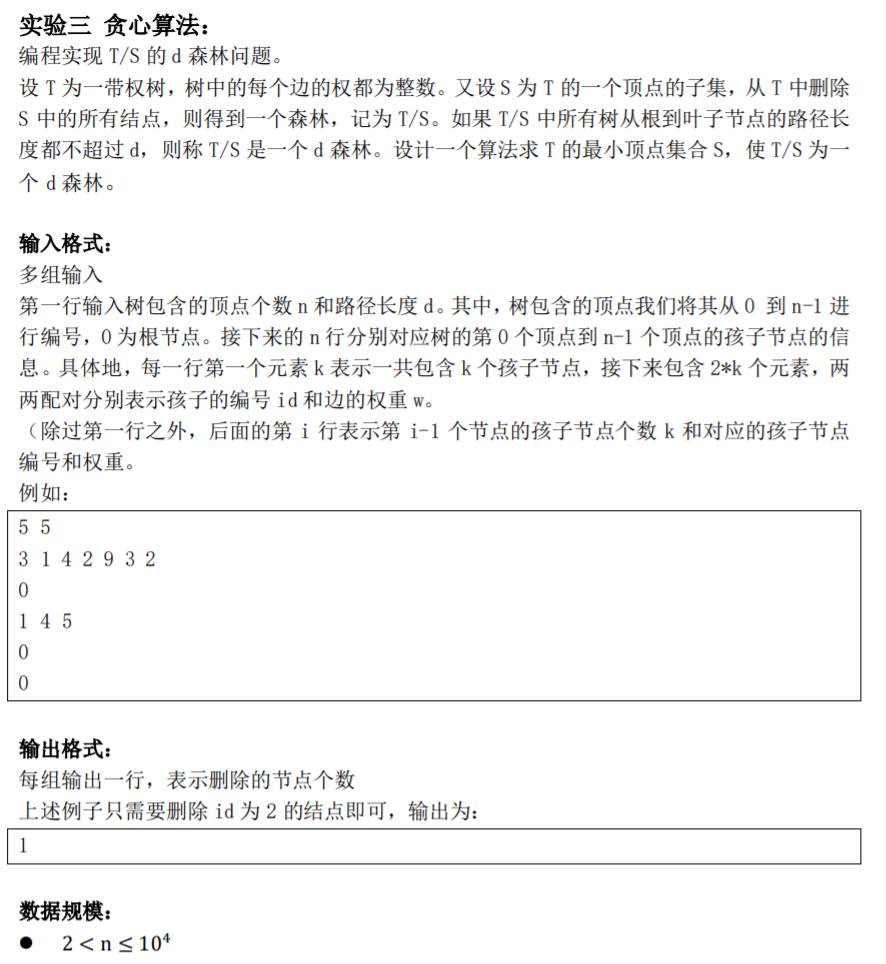 实验三 贪心算法：
编程实现 T/S 的 d 森林问题。
设 T 为一带权树，树中的每个边的权都为整数。又设 S 为 T 的一个顶点的子集，从 T 中删除
S 中的所有结点，则得到一个森林，记为 T/S。如果 T/S 中所有树从根到叶子节点的路径长
度都不超过 d，则称 T/S 是一个 d 森林。设计一个算法求 T 的最小顶点集合 S，使 T/S 为一
个 d 森林。
输入格式：
多组输入
第一行输入树包含的顶点个数 n 和路径长度 d。其中，树包含的顶点我们将其从 0 到 n-1 进
行编号，0 为根节点。接下来的 n 行分别对应树的第 0 个顶点到 n-1 个顶点的孩子节点的信
息。具体地，每一行第一个元素 k 表示一共包含 k 个孩子节点，接下来包含 2*k 个元素，两
两配对分别表示孩子的编号 id 和边的权重 w。
（除过第一行之外，后面的第 i 行表示第 i-1 个节点的孩子节点个数 k 和对应的孩子节点
编号和权重。
例如：
5 5
3 1 4 2 9 3 2
0
1 4 5
0
0
输出格式：
每组输出一行，表示删除的节点个数
上述例子只需要删除 id 为 2 的结点即可，输出为：
1
数据规模：
● 2 < n ≤ 10⁴